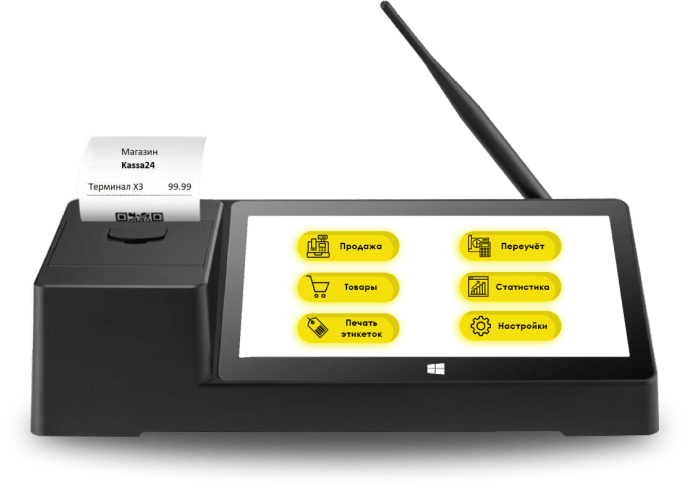 Магазин
Kassa24
Терминал X3 99.99
Продажа
Переучёт
Товары
Статистика
Печать
этикеток
Настройки